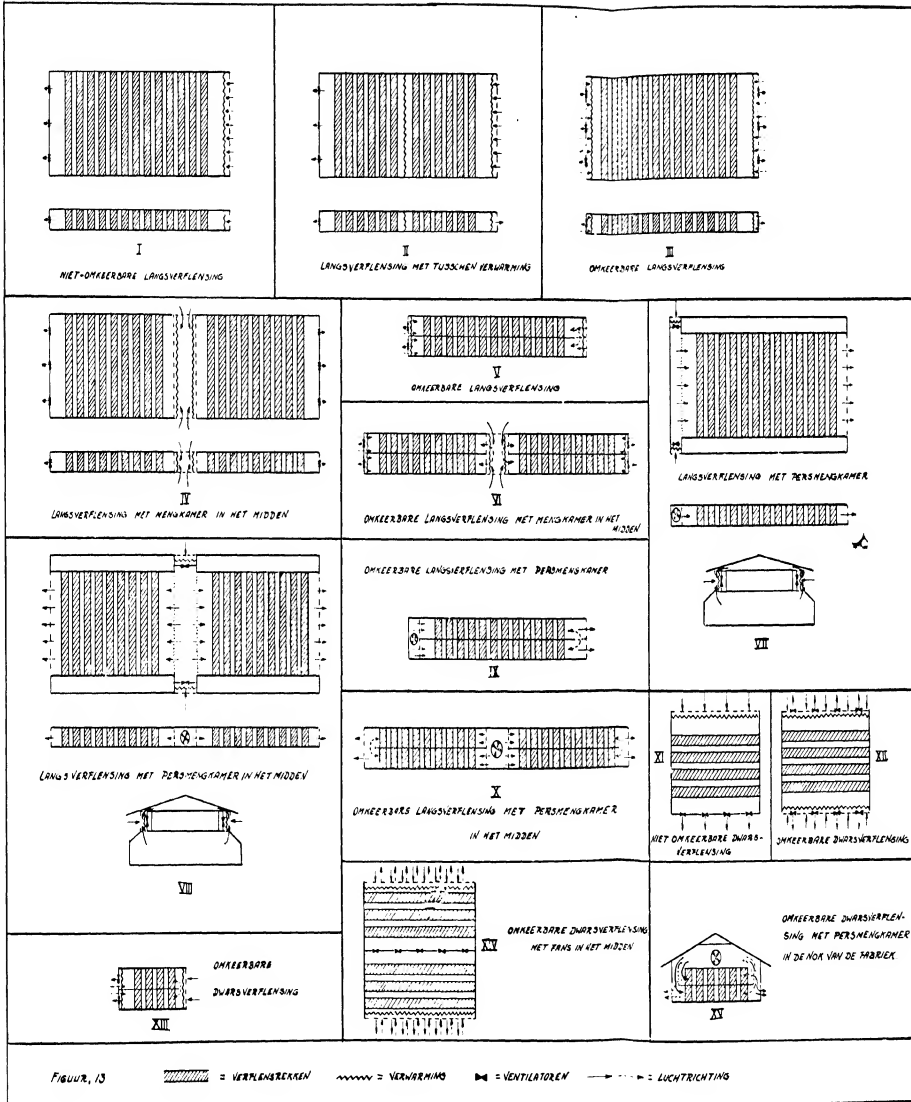 I
NIET-OMKEERBARE LANGSVERFLENSING
II
LANGSVERFLENSING MET TUSSCHEN VERWARMING
III
OMKEERBARE LANGSVERFLENSING
IV
LANGSVERFLENSING MET MENGKAMER IN HET MIDDEN
V
OMKEERBARE LANGSVERFLENSING
VI
OMKEERBARE LANGSVERFLENSING MET MENGKAMER IN HET
MIDDEN
LANGSVERFLENSING MET PERSMENGKAMER
VII
LANGSVERFLENSING MET PERSMENGKAMER IN HET MIDDEN
VIII
OMKEERBARE LANGSVERFLENSING MET PERSMENGKAMER
IX
X
OMKEERBARE LANGSVERFLENSING MET PERSMENGKAMER
IN HET MIDDEN
XI
NIET OMKEERBARE DWARS-
VERFLENSING
XII
OMKEERBARE DWARSVERFLENSING
XIII
OMKEERBARE
DWARSVERFLENSING
XIV
OMKEERBARE DWARSVERFLENSING
MET FANS IN HET MIDDEN
OMKEERBARE DWARSVERFLEN-
SING MET PERSMENGKAMER
IN DE NOK VAN DE FABRIEK.
XV
FIGUUR, 13
= VERFLENSREKKEN
= VERWARMING
= VENTILATOREN
= LUCHTRICHTING